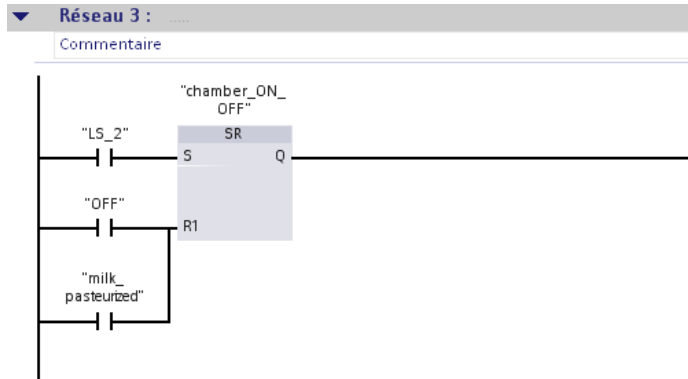 Réseau 3 : .....
Commentaire
"chamber_ON_
OFF"
"LS_2"
SR
S
Q
"OFF"
R1
"milk_
pasteurized"